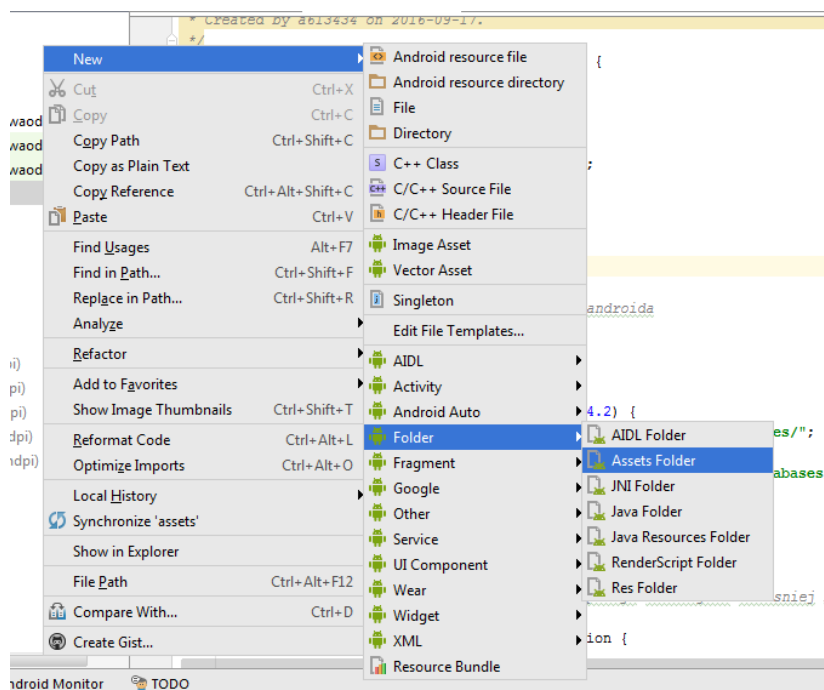 * Created by a613434 on 2016-09-17.
*/
{
waod
waod
waod
;
androida
pi)
pi)
pi)
dpi)
ndpi)
4.2) {
es/";
abases
sniej
ion {
New
Cut Ctrl+X
Copy Ctrl+C
Copy Path Ctrl+Shift+C
Copy as Plain Text
Copy Reference Ctrl+Alt+Shift+C
Paste Ctrl+V
Find Usages Alt+F7
Find in Path... Ctrl+Shift+F
Replace in Path... Ctrl+Shift+R
Analyze
Refactor
Add to Favorites
Show Image Thumbnails Ctrl+Shift+T
Reformat Code Ctrl+Alt+L
Optimize Imports Ctrl+Alt+O
Local History
Synchronize 'assets'
Show in Explorer
File Path Ctrl+Alt+F12
Compare With... Ctrl+D
Create Gist...
Android resource file
Android resource directory
File
Directory
C++ Class
C/C++ Source File
C/C++ Header File
Image Asset
Vector Asset
Singleton
Edit File Templates...
AIDL
Activity
Android Auto
Folder
Fragment
Google
Other
Service
UI Component
Wear
Widget
XML
Resource Bundle
AIDL Folder
Assets Folder
JNI Folder
Java Folder
Java Resources Folder
RenderScript Folder
Res Folder
ndroid Monitor TODO